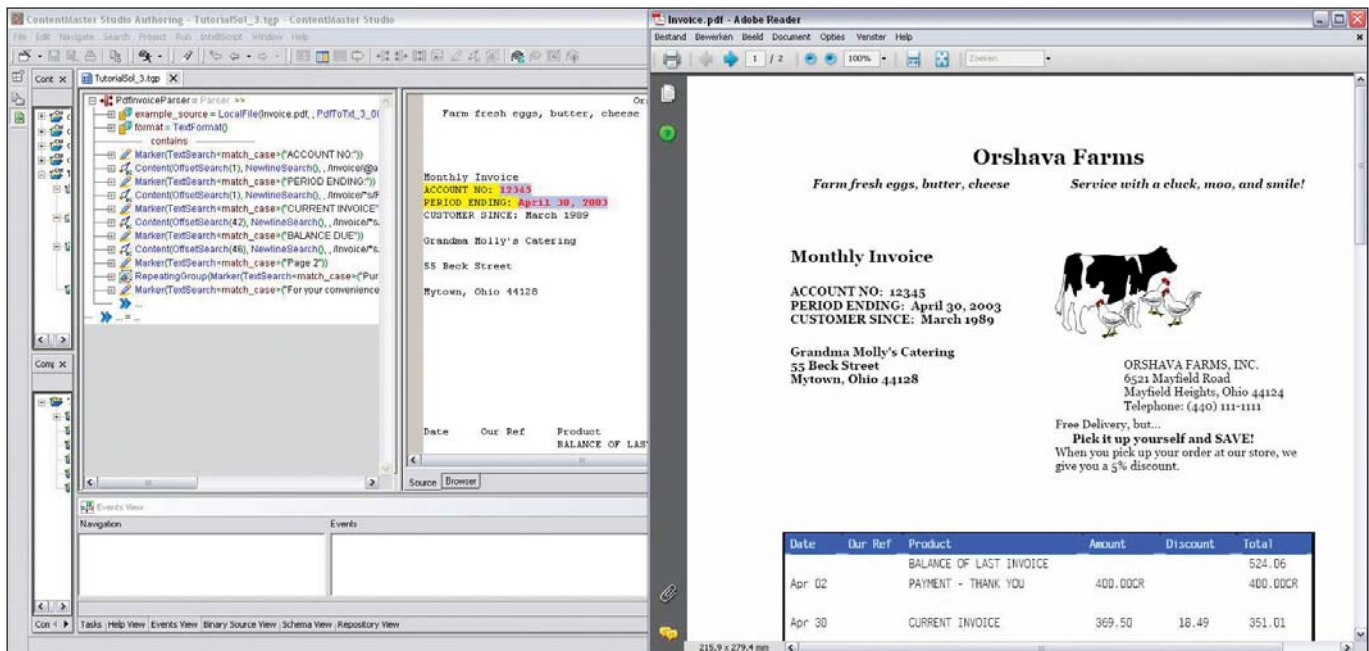 ContentMaster Studio Authoring - TutorialSol_3.tgp - ContentMaster Studio
File Edit Navigate Search Project Run IntelliScript Window Help
Cont
TutorialSol_3.tgp
PdfInvoiceParser = Parser >>
example_source = LocalFile(Invoice.pdf, , PdfToTxt_3_00
format = TextFormat()
contains
Marker(TextSearch<match_case>("ACCOUNT NO:"))
Content(OffsetSearch(1), NewlineSearch(), , /Invoice/@a
Marker(TextSearch<match_case>("PERIOD ENDING:"))
Content(OffsetSearch(1), NewlineSearch(), , /Invoice/*s/P
Marker(TextSearch<match_case>("CURRENT INVOICE"
Content(OffsetSearch(42), NewlineSearch(), , /Invoice/*s
Marker(TextSearch<match_case>("BALANCE DUE"))
Content(OffsetSearch(46), NewlineSearch(), , /Invoice/*s
Marker(TextSearch<match_case>("Page 2"))
RepeatingGroup(Marker(TextSearch<match_case>("Pur
Marker(TextSearch<match_case>("For your convenience
...
... = ...
Ors
Farm fresh eggs, butter, cheese
Monthly Invoice
ACCOUNT NO: 12345
PERIOD ENDING: April 30, 2003
CUSTOMER SINCE: March 1989
Grandma Molly's Catering
55 Beck Street
Mytown, Ohio 44128
Date Our Ref Product
BALANCE OF LAS
Source Browser
Comp
Events View
Navigation Events
Con
Tasks Help View Events View Binary Source View Schema View Repository View
Invoice.pdf - Adobe Reader
Bestand Bewerken Beeld Document Opties Venster Help
1 / 2 100% Zoeken
Orshava Farms
Farm fresh eggs, butter, cheese Service with a cluck, moo, and smile!
Monthly Invoice
ACCOUNT NO: 12345
PERIOD ENDING: April 30, 2003
CUSTOMER SINCE: March 1989
Grandma Molly's Catering
55 Beck Street
Mytown, Ohio 44128
ORSHAVA FARMS, INC.
6521 Mayfield Road
Mayfield Heights, Ohio 44124
Telephone: (440) 111-1111
Free Delivery, but...
Pick it up yourself and SAVE!
When you pick up your order at our store, we
give you a 5% discount.
Date Our Ref Product Amount Discount Total
BALANCE OF LAST INVOICE 524.06
Apr 02 PAYMENT - THANK YOU 400.00CR 400.00CR
Apr 30 CURRENT INVOICE 369.50 18.49 351.01
215,9 x 279,4 mm